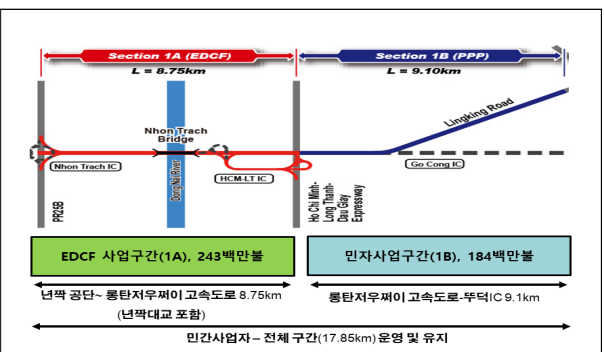 Section 1A (EDCF)
Section 1B (PPP)
L = 8.75km
L = 9.10km
Lingking Road
Nhon Trach
Bridge
Nhon Trach IC
DongNaiRiver
HCM-LT IC
Go Cong IC
PR25B
Ho Chi Minh-
Long Thanh-
Dau Giay
Expressway
EDCF 사업구간(1A), 243백만불
민자사업구간(1B), 184백만불
년짝 공단~ 롱탄저우쩌이 고속도로 8.75km
(년짝대교 포함)
롱탄저우쩌이 고속도로-뚜덕IC 9.1km
민간사업자 – 전체 구간(17.85km) 운영 및 유지